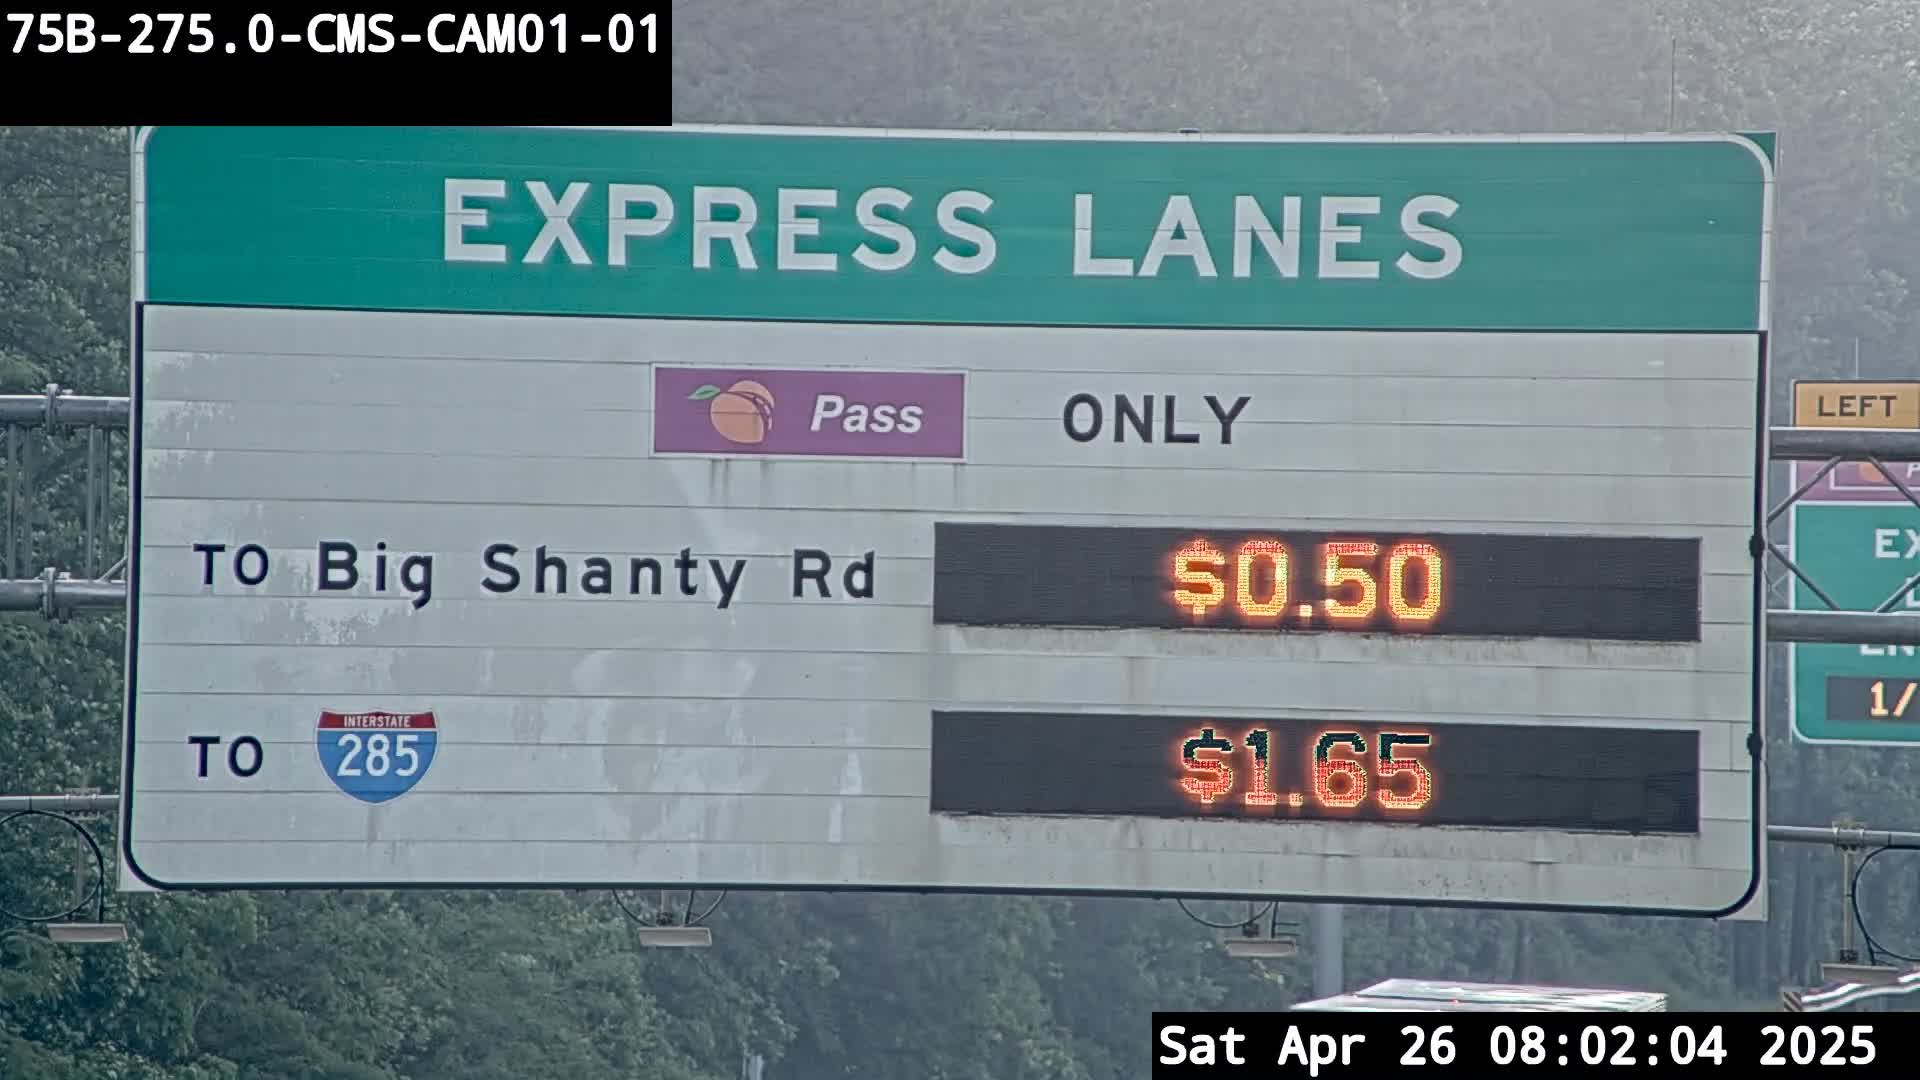 75B-275.0-CMS-CAM01-01
EXPRESS LANES
Pass ONLY
TO Big Shanty Rd $0.50
TO INTERSTATE 285 $1.65
LEFT
1/
Sat Apr 26 08:02:04 2025